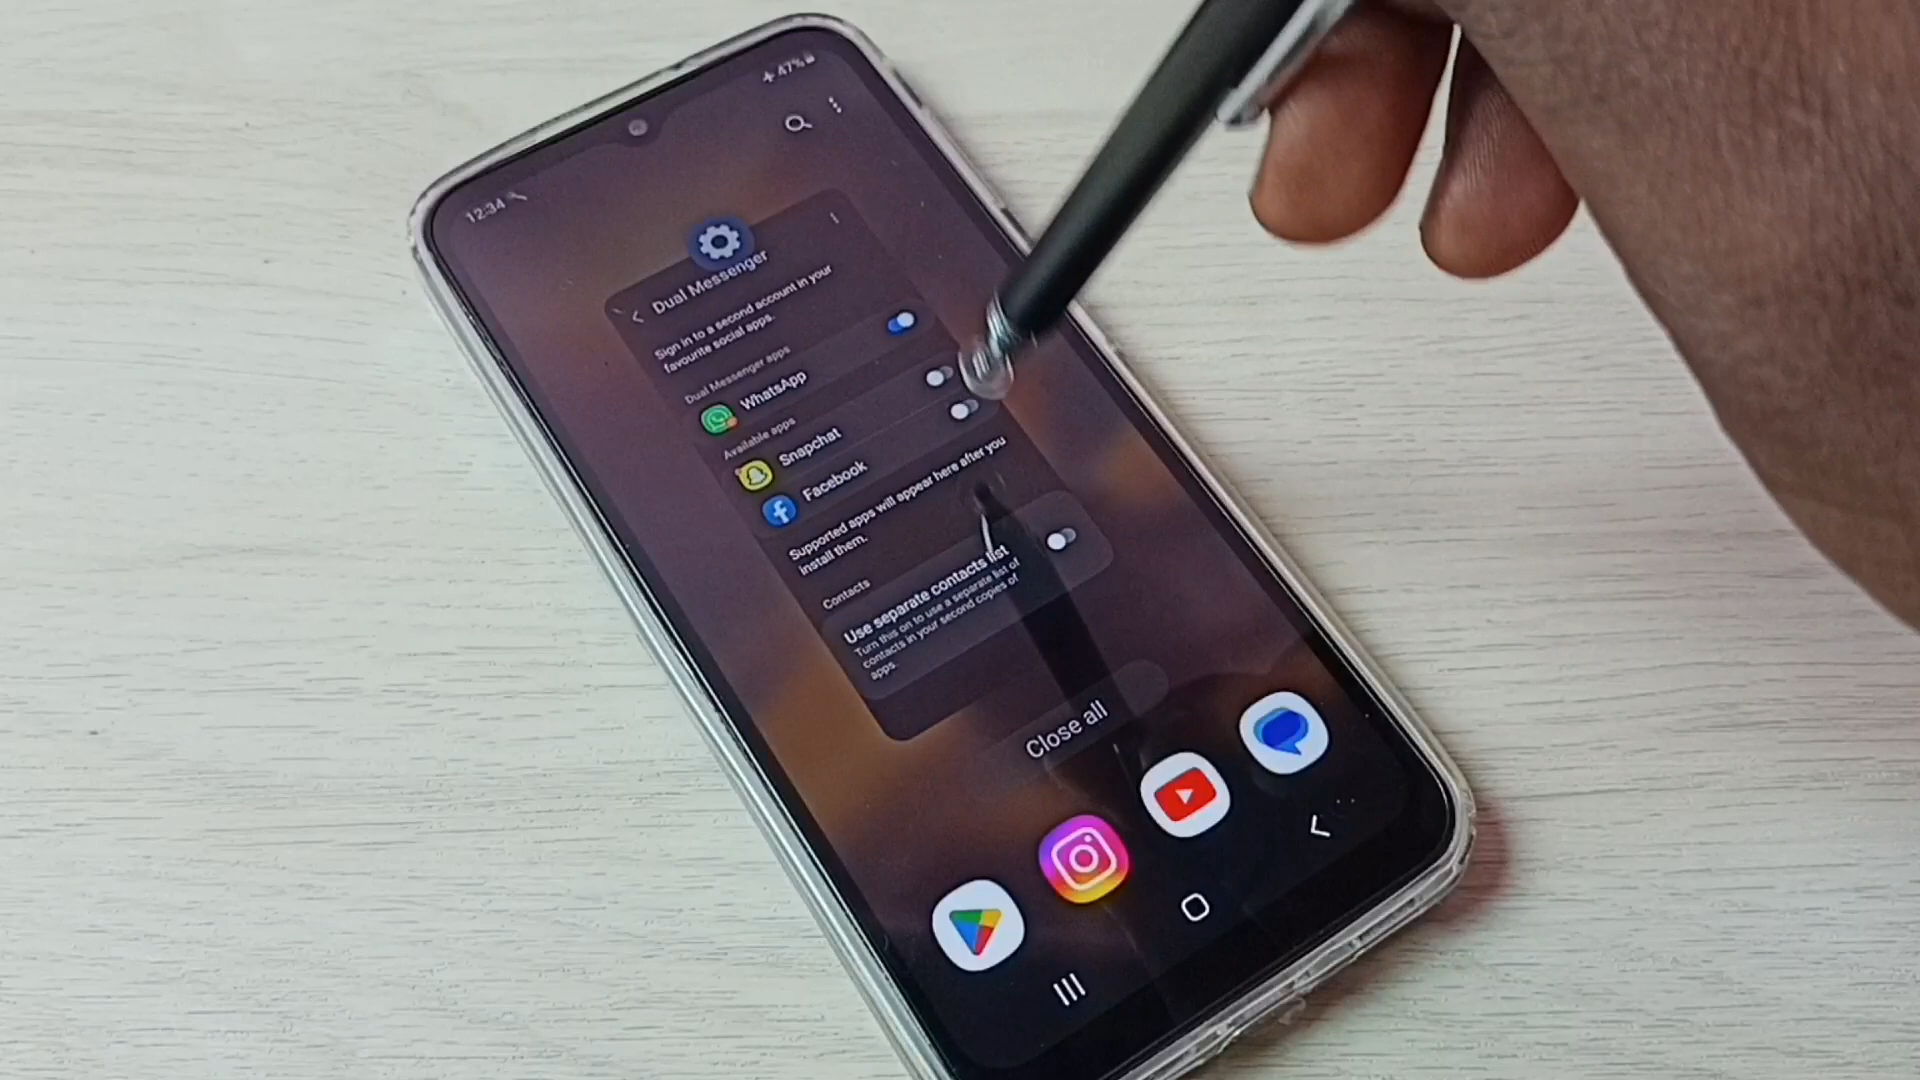 12:34
47%
Dual Messenger
Sign in to a second account in your
favourite social apps.
Dual Messenger apps
WhatsApp
Available apps
Snapchat
Facebook
Supported apps will appear here after you
install them.
Contacts
Use separate contacts list
Turn this on to use a separate list of
contacts in your second copies of
apps.
Close all